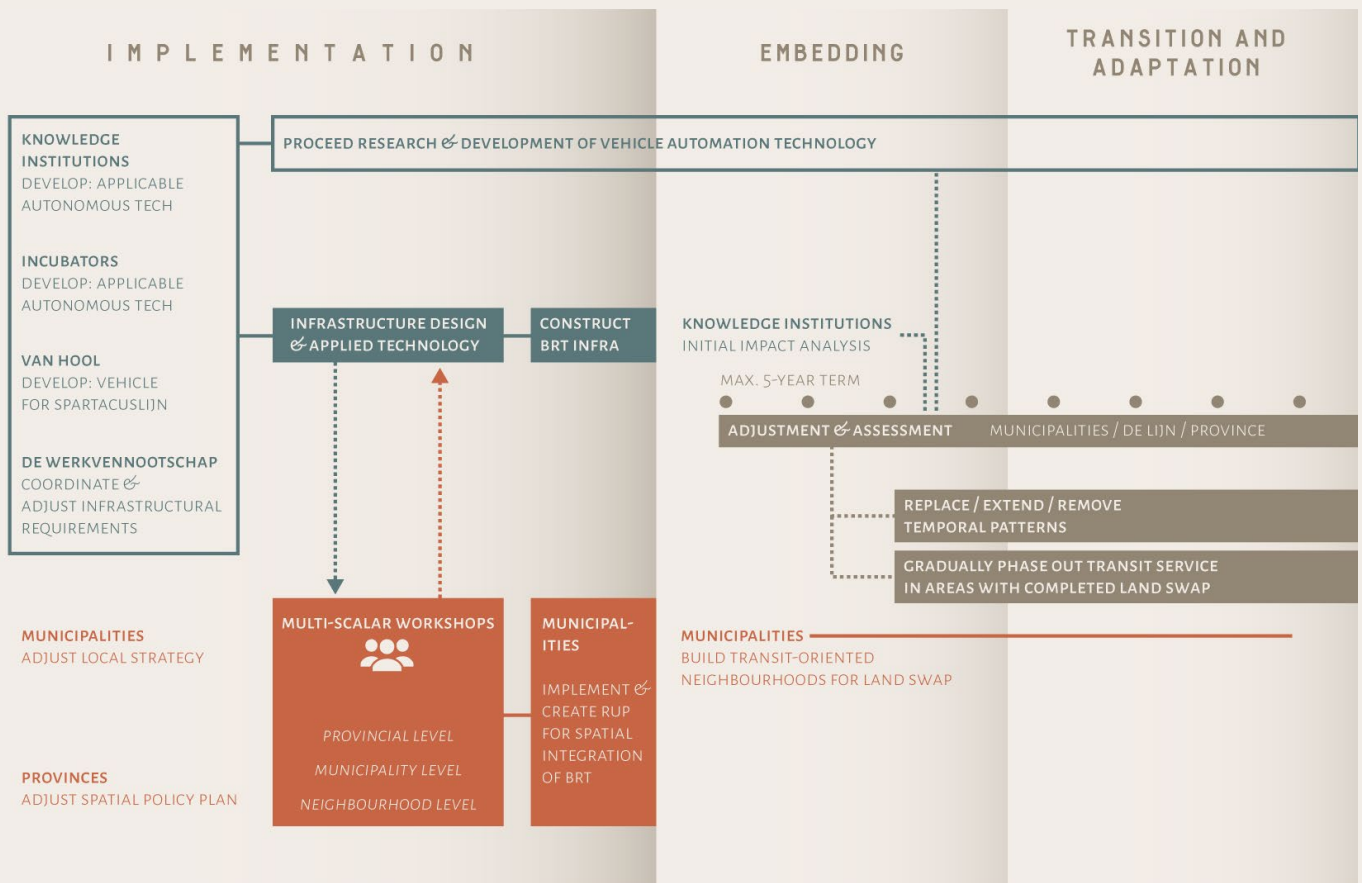 IMPLEMENTATION
EMBEDDING
TRANSITION AND
ADAPTATION
KNOWLEDGE
INSTITUTIONS
DEVELOP: APPLICABLE
AUTONOMOUS TECH
INCUBATORS
DEVELOP: APPLICABLE
AUTONOMOUS TECH
VAN HOOL
DEVELOP: VEHICLE
FOR SPARTACUSLIJN
DE WERKVENNOOTSCHAP
COORDINATE &
ADJUST INFRASTRUCTURAL
REQUIREMENTS
PROCEED RESEARCH & DEVELOPMENT OF VEHICLE AUTOMATION TECHNOLOGY
INFRASTRUCTURE DESIGN
& APPLIED TECHNOLOGY
CONSTRUCT
BRT INFRA
KNOWLEDGE INSTITUTIONS
INITIAL IMPACT ANALYSIS
MAX. 5-YEAR TERM
ADJUSTMENT & ASSESSMENT MUNICIPALITIES / DE LIJN / PROVINCE
REPLACE / EXTEND / REMOVE
TEMPORAL PATTERNS
GRADUALLY PHASE OUT TRANSIT SERVICE
IN AREAS WITH COMPLETED LAND SWAP
MUNICIPALITIES
ADJUST LOCAL STRATEGY
PROVINCES
ADJUST SPATIAL POLICY PLAN
MULTI-SCALAR WORKSHOPS
PROVINCIAL LEVEL
MUNICIPALITY LEVEL
NEIGHBOURHOOD LEVEL
MUNICIPAL-
ITIES
IMPLEMENT &
CREATE RUP
FOR SPATIAL
INTEGRATION
OF BRT
MUNICIPALITIES
BUILD TRANSIT-ORIENTED
NEIGHBOURHOODS FOR LAND SWAP